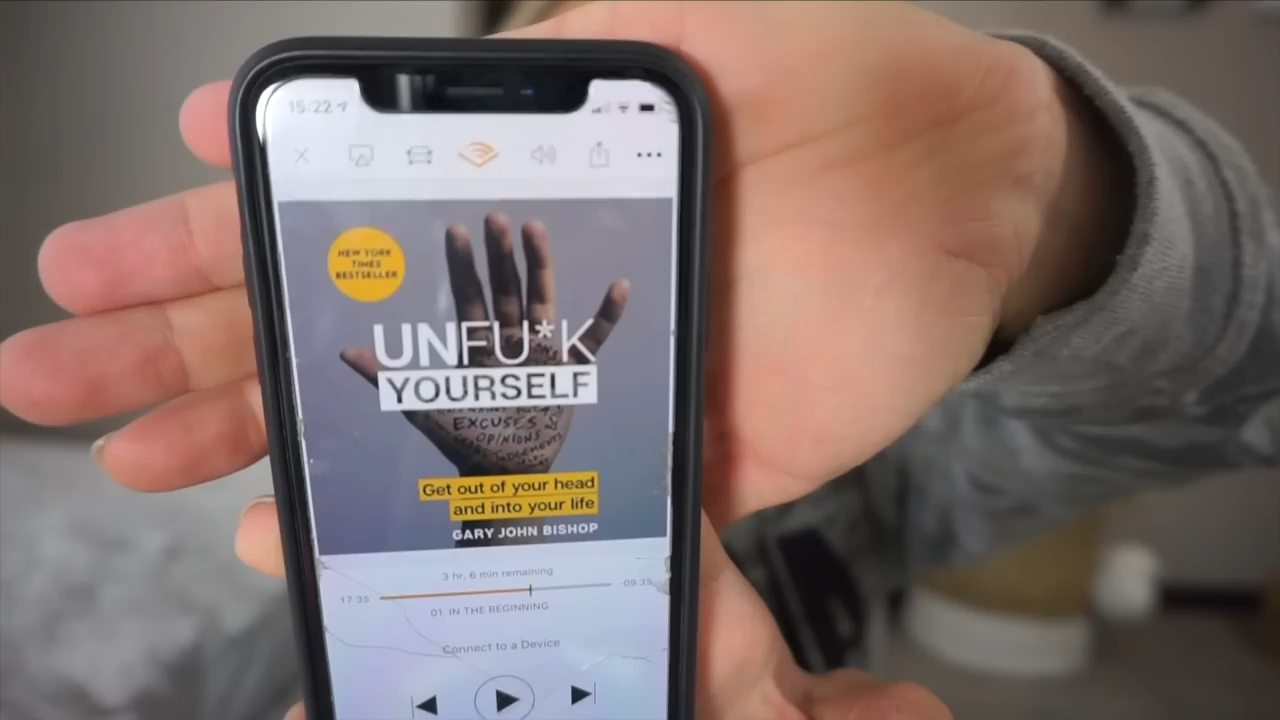 15:22
NEW YORK
TIMES
BESTSELLER
UNFU*K
YOURSELF
EXCUSES
OPINIONS
Get out of your head
and into your life
GARY JOHN BISHOP
3 hr, 6 min remaining
17:35
-09:35
01 IN THE BEGINNING
Connect to a Device